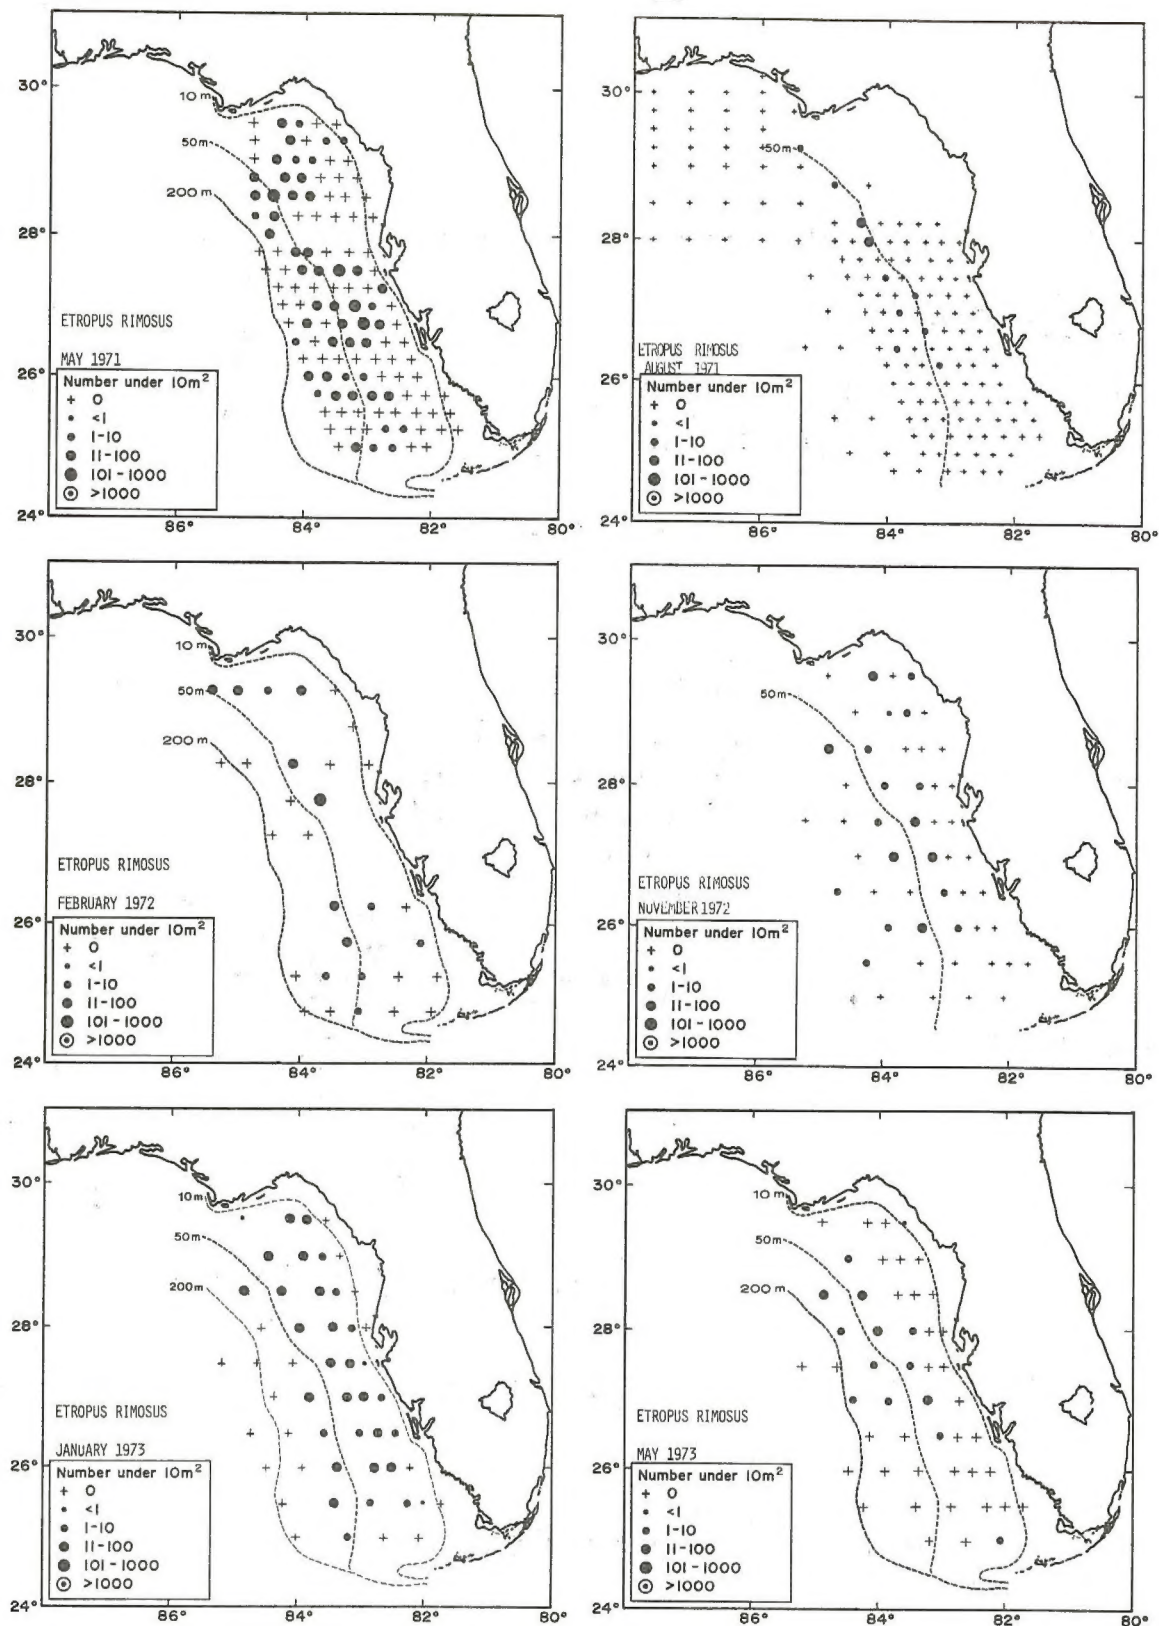 30°
10 m
50m
200 m
28°
ETROPUS RIMOSUS
MAY 1971
26°
Number under 10m²
+ 0
<1
1-10
11-100
101-1000
>1000
24°
86°
84°
82°
80°
30°
50m
28°
ETROPUS RIMOSUS
AUGUST 1971
26°
Number under 10m²
+ 0
<1
1-10
11-100
101-1000
>1000
24°
86°
84°
82°
80°
30°
10 m
50m
200 m
28°
ETROPUS RIMOSUS
FEBRUARY 1972
26°
Number under 10m²
+ 0
<1
1-10
11-100
101-1000
>1000
24°
86°
84°
82°
80°
30°
50m
28°
ETROPUS RIMOSUS
NOVEMBER 1972
26°
Number under 10m²
+ 0
<1
1-10
11-100
101-1000
>1000
24°
86°
84°
82°
80°
30°
10 m
50m
200m
28°
ETROPUS RIMOSUS
JANUARY 1973
26°
Number under 10m²
+ 0
<1
1-10
11-100
101-1000
>1000
24°
86°
84°
82°
80°
30°
10 m
50m
200 m
28°
ETROPUS RIMOSUS
MAY 1973
26°
Number under 10m²
+ 0
<1
1-10
11-100
101-1000
>1000
24°
86°
84°
82°
80°